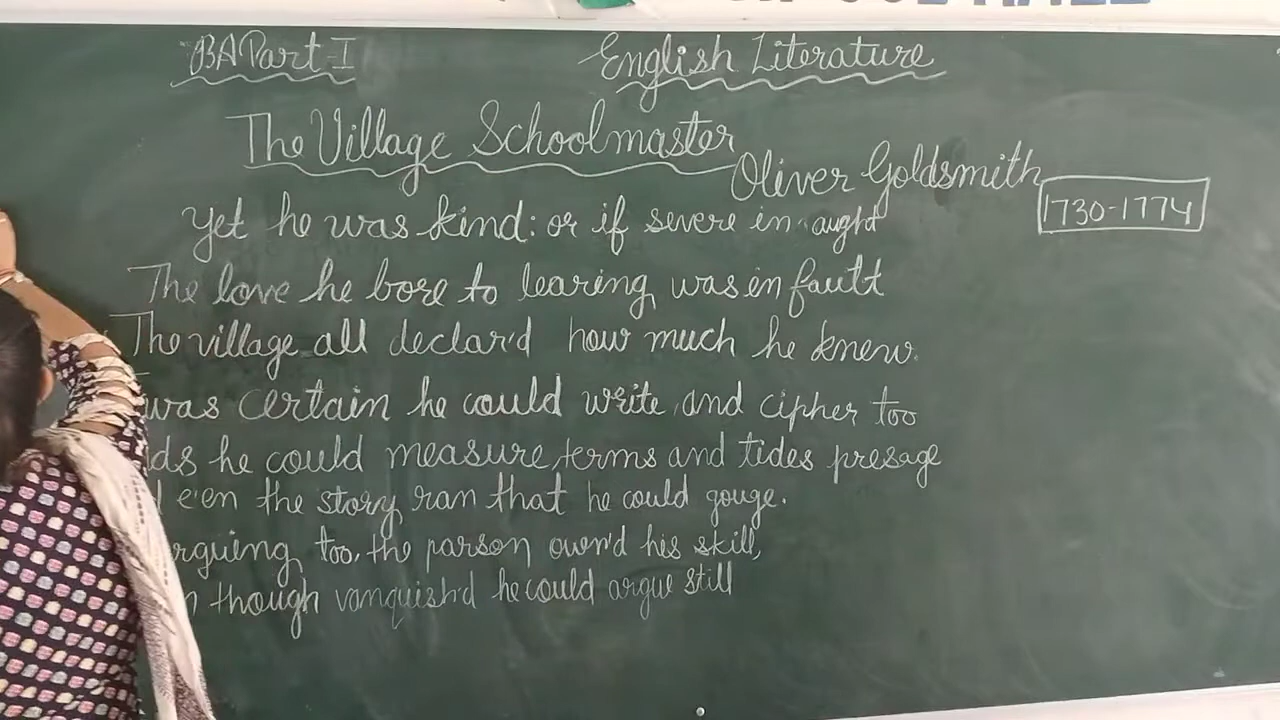 BA Part-I
English Literature
The Village Schoolmaster
Oliver Goldsmith
1730-1774
Yet he was kind: or if severe in aught
The love he bore to learing was in fault
The village all declar'd how much he knew.
was certain he could write, and cipher too
ds he could measure, terms and tides presage
e'en the story ran that he could gouge.
rguing too, the parson own'd his skill,
though vanquish'd he could argue still